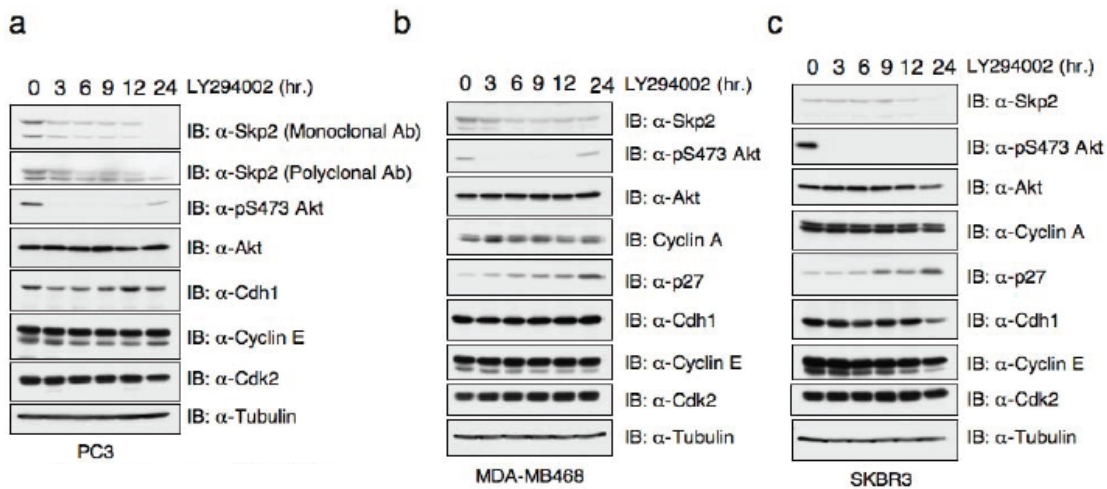 a
0 3 6 9 12 24 LY294002 (hr.)
IB: α-Skp2 (Monoclonal Ab)
IB: α-Skp2 (Polyclonal Ab)
IB: α-pS473 Akt
IB: α-Akt
IB: α-Cdh1
IB: α-Cyclin E
IB: α-Cdk2
IB: α-Tubulin
PC3
b
0 3 6 9 12 24 LY294002 (hr.)
IB: α-Skp2
IB: α-pS473 Akt
IB: α-Akt
IB: Cyclin A
IB: α-p27
IB: α-Cdh1
IB: α-Cyclin E
IB: α-Cdk2
IB: α-Tubulin
MDA-MB468
c
0 3 6 9 12 24 LY294002 (hr.)
IB: α-Skp2
IB: α-pS473 Akt
IB: α-Akt
IB: α-Cyclin A
IB: α-p27
IB: α-Cdh1
IB: α-Cyclin E
IB: α-Cdk2
IB: α-Tubulin
SKBR3